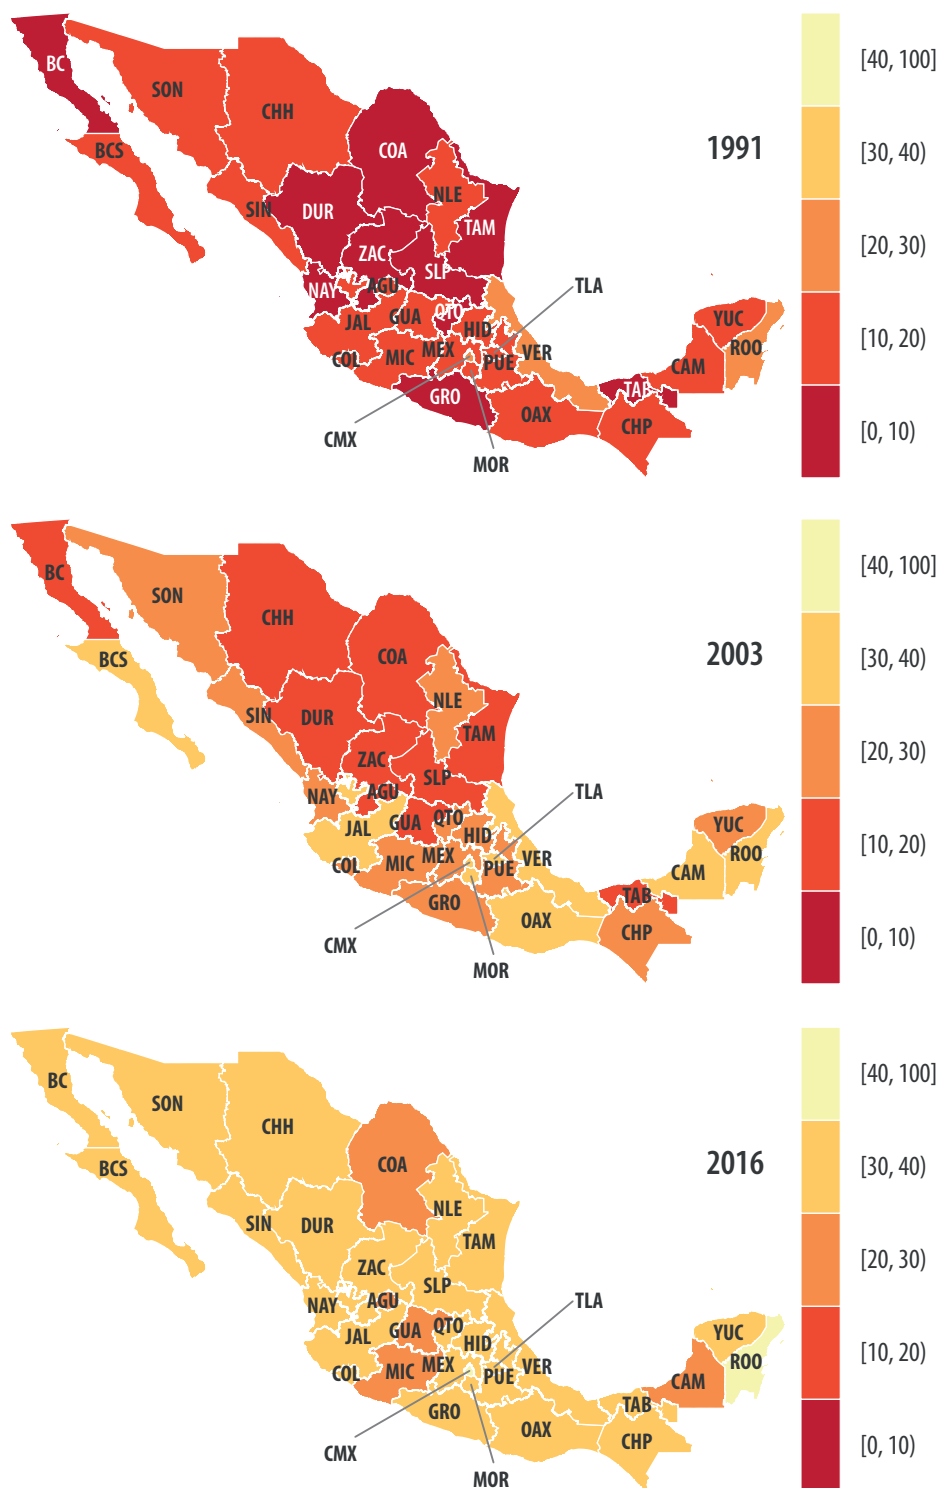 [40, 100]
BC
SON
CHH
1991
COA
BCS
[30, 40)
NLE
SIN
DUR
TAM
[20, 30)
ZAC
SLP
AGU
TLA
NAY
QTO
JAL
GUA
HID
YUC
[10, 20)
MEX
VER
ROO
COL
MIC
PUE
CAM
GRO
TAB
OAX
CHP
[0, 10)
CMX
MOR
[40, 100]
BC
SON
CHH
2003
COA
BCS
[30, 40)
NLE
SIN
DUR
TAM
[20, 30)
ZAC
SLP
AGU
TLA
NAY
QTO
JAL
GUA
HID
YUC
[10, 20)
MEX
VER
ROO
COL
MIC
PUE
CAM
GRO
TAB
OAX
CHP
[0, 10)
CMX
MOR
[40, 100]
BC
SON
CHH
2016
COA
BCS
[30, 40)
NLE
SIN
DUR
TAM
[20, 30)
ZAC
SLP
AGU
TLA
NAY
QTO
JAL
GUA
HID
YUC
[10, 20)
MEX
VER
ROO
COL
MIC
PUE
CAM
GRO
TAB
OAX
CHP
[0, 10)
CMX
MOR